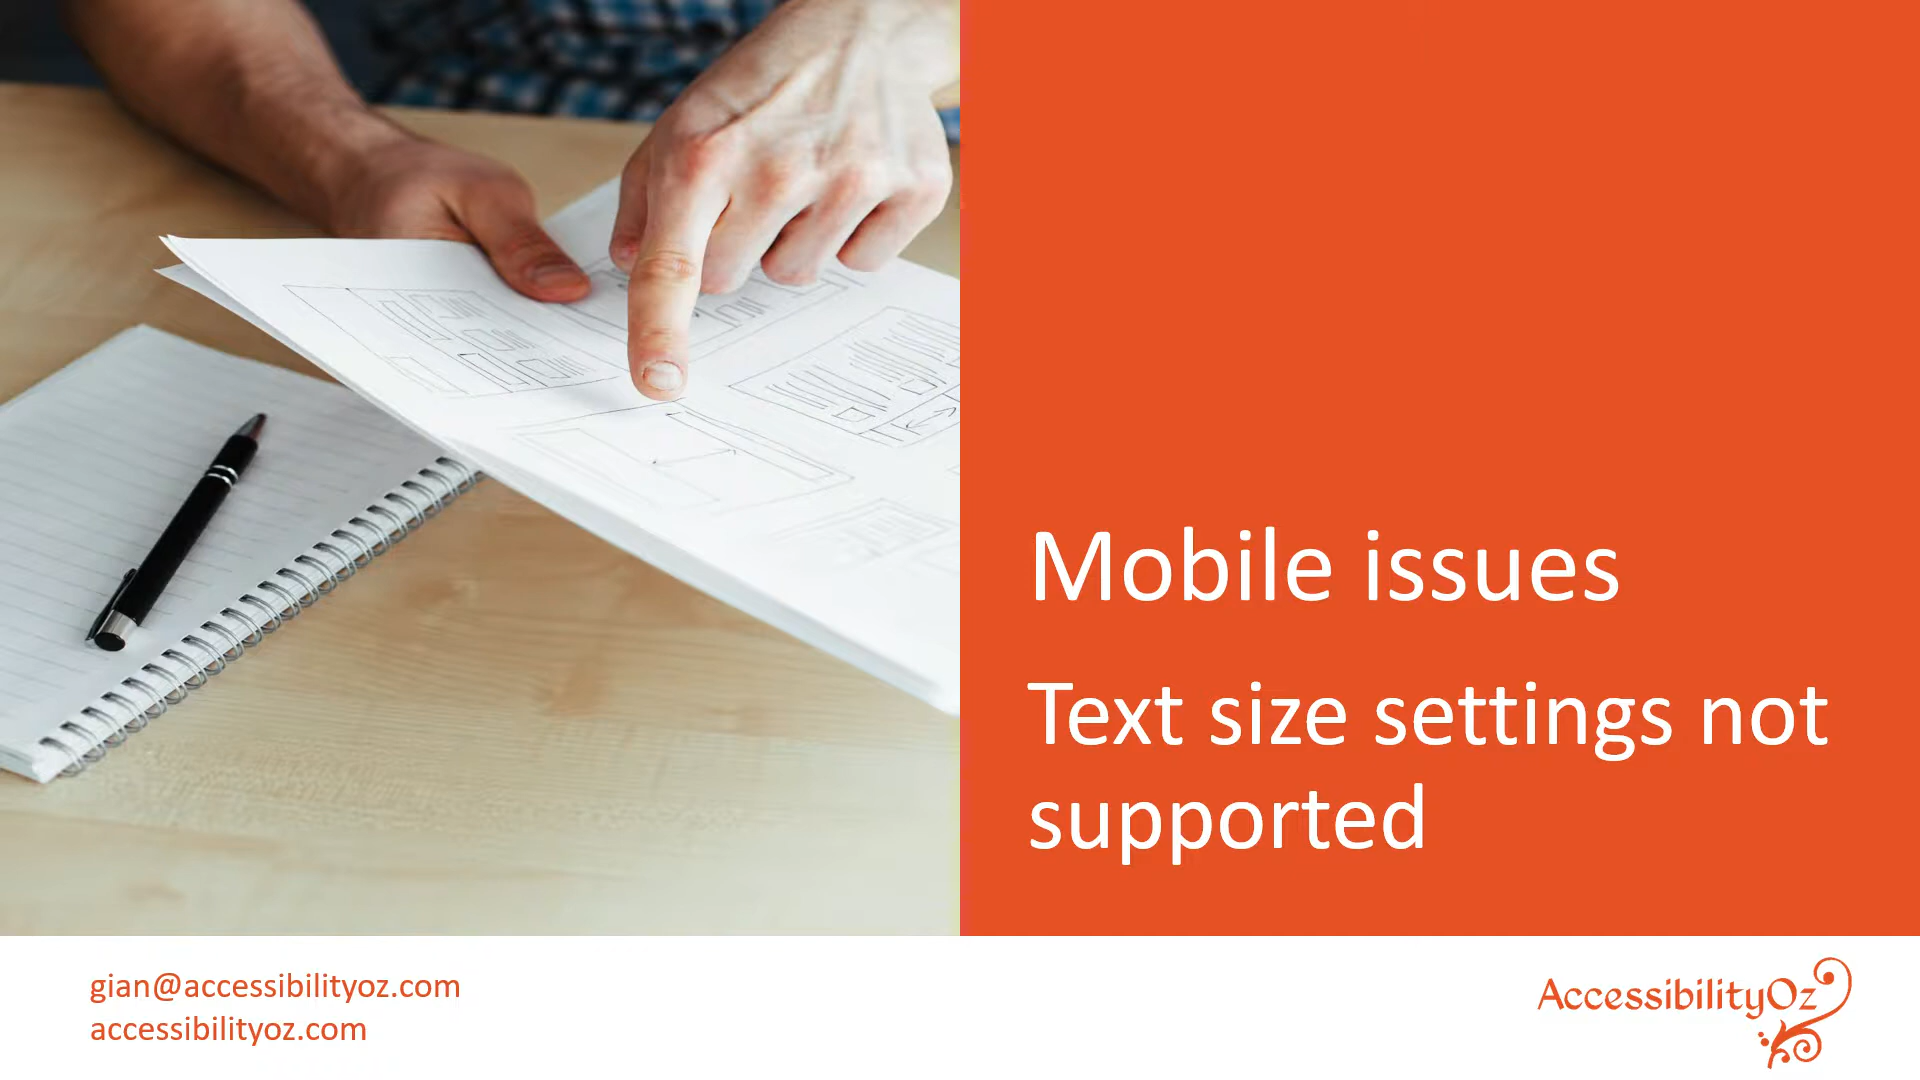 Mobile issues
Text size settings not
supported
gian@accessibilityoz.com
accessibilityoz.com
AccessibilityOz